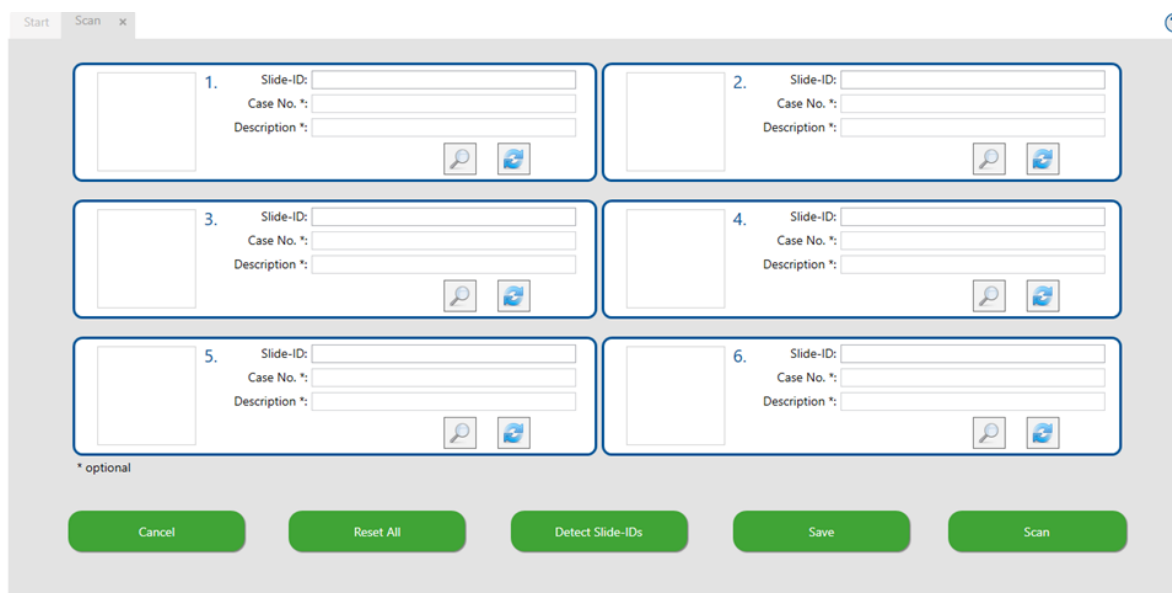 Start Scan x
1. Slide-ID:
Case No. *:
Description *:
2. Slide-ID:
Case No. *:
Description *:
3. Slide-ID:
Case No. *:
Description *:
4. Slide-ID:
Case No. *:
Description *:
5. Slide-ID:
Case No. *:
Description *:
6. Slide-ID:
Case No. *:
Description *:
* optional
Cancel Reset All Detect Slide-IDs Save Scan